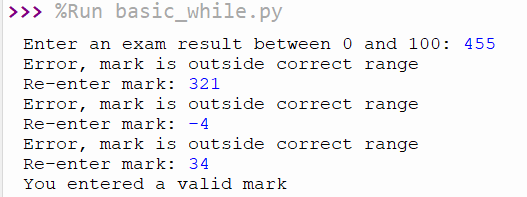 >>> %Run basic_while.py
Enter an exam result between 0 and 100: 455
Error, mark is outside correct range
Re-enter mark: 321
Error, mark is outside correct range
Re-enter mark: -4
Error, mark is outside correct range
Re-enter mark: 34
You entered a valid mark